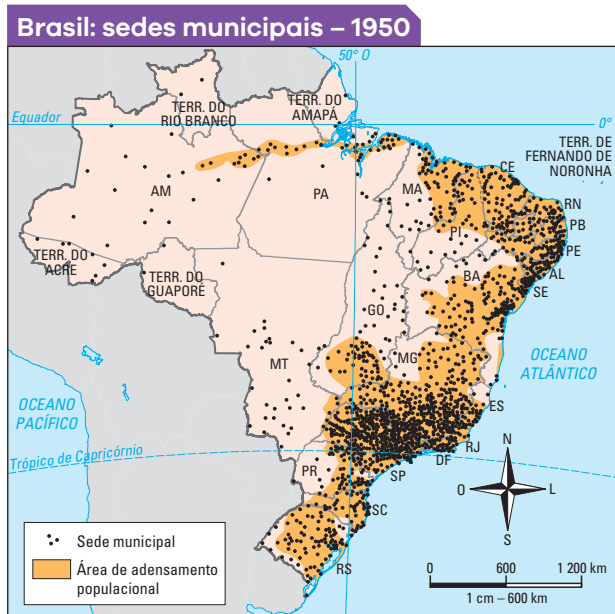 Brasil: sedes municipais – 1950
50° O
Equador
0°
TERR. DO
RIO BRANCO
TERR. DO
AMAPÁ
TERR. DE
FERNANDO DE
NORONHA
AM
PA
MA
CE
RN
PB
PE
AL
SE
PI
BA
TERR. DO
ACRE
TERR. DO
GUAPORÉ
GO
MT
MG
ES
OCEANO
PACÍFICO
OCEANO
ATLÂNTICO
Trópico de Capricórnio
PR
SP
DF
RJ
SC
RS
N
O
L
S
Sede municipal
Área de adensamento
populacional
0
600
1 200 km
1 cm – 600 km